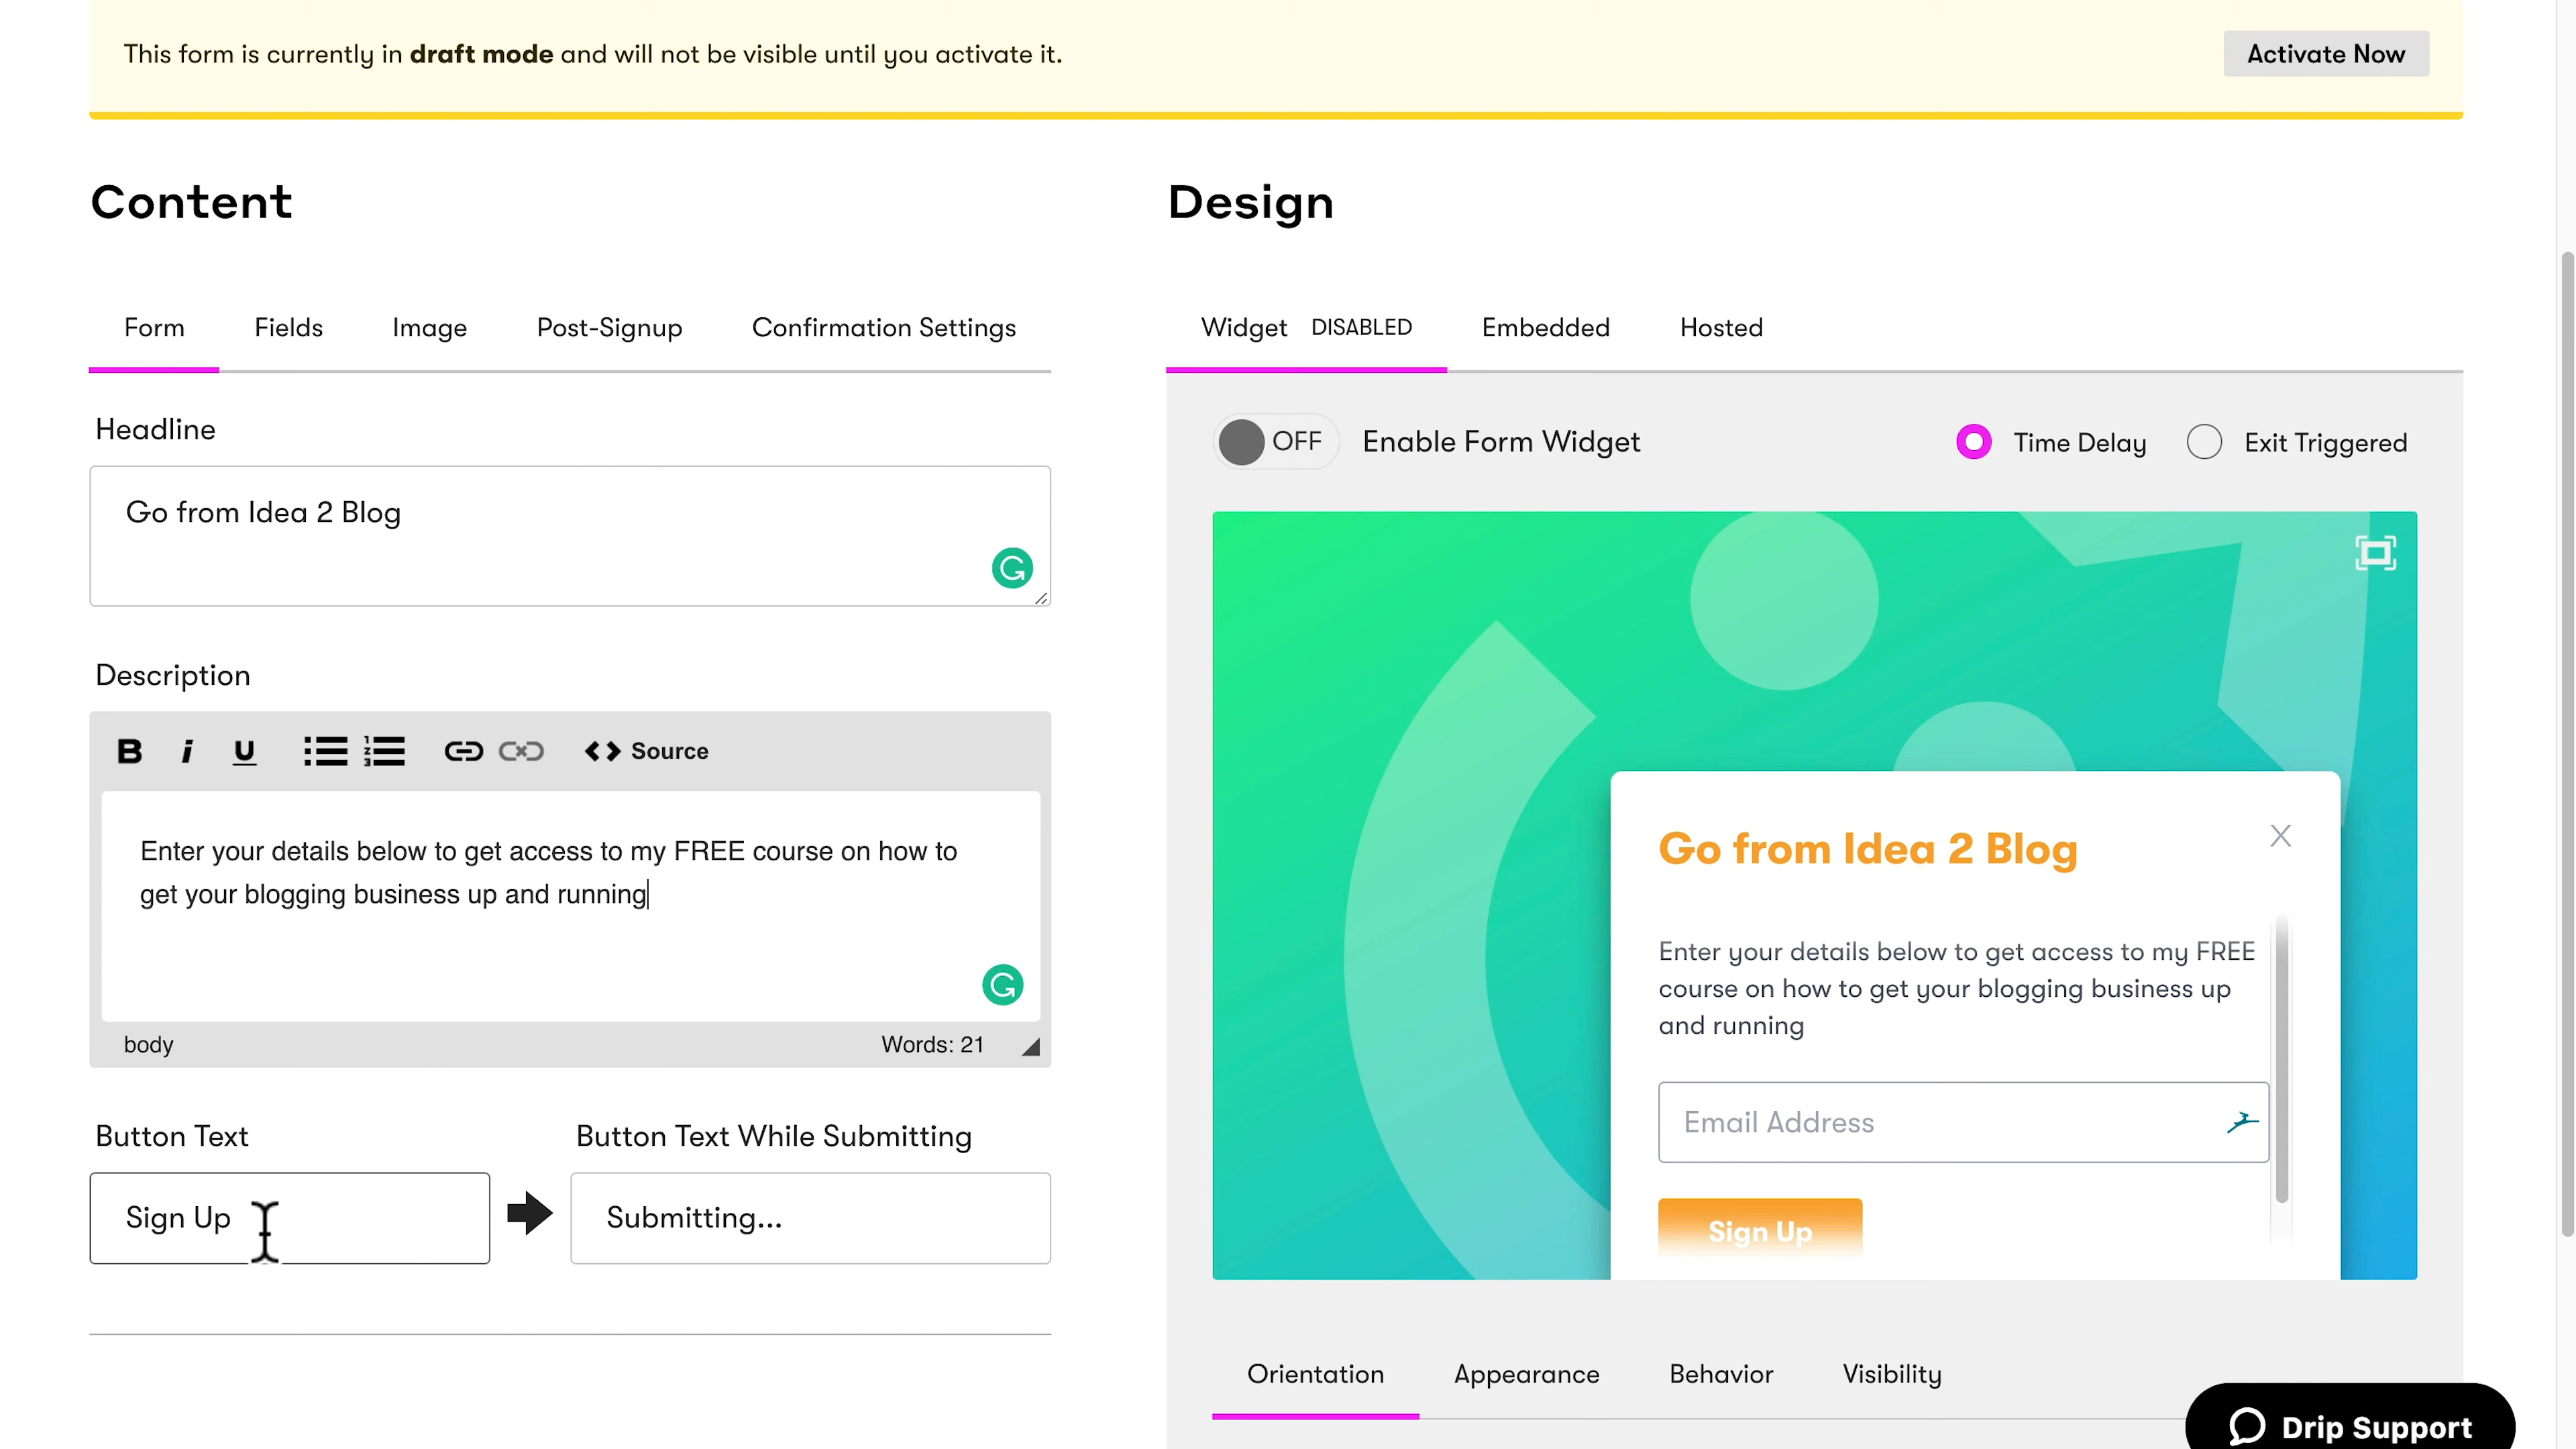 This form is currently in draft mode and will not be visible until you activate it.
Activate Now
Content
Form
Fields
Image
Post-Signup
Confirmation Settings
Headline
Go from Idea 2 Blog
Description
B i U
Source
Enter your details below to get access to my FREE course on how to
get your blogging business up and running
body
Words: 21
Button Text
Button Text While Submitting
Sign Up
Submitting...
Design
Widget DISABLED
Embedded
Hosted
OFF
Enable Form Widget
Time Delay
Exit Triggered
Go from Idea 2 Blog
X
Enter your details below to get access to my FREE
course on how to get your blogging business up
and running
Email Address
Sign Up
Orientation
Appearance
Behavior
Visibility
Drip Support